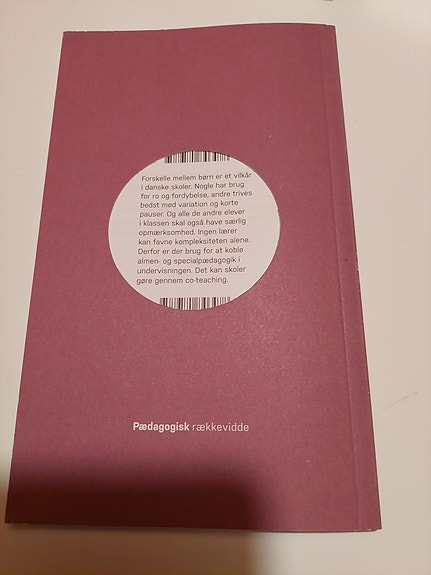 Forskelle mellem børn er et vilkår
i danske skoler. Nogle har brug
for ro og fordybelse, andre trives
bedst med variation og korte
pauser. Og alle de andre elever
i klassen skal også have særlig
opmærksomhed. Ingen lærer
kan favne kompleksiteten alene.
Derfor er der brug for at koble
almen- og specialpædagogik i
undervisningen. Det kan skoler
gøre gennem co-teaching.
Pædagogisk rækkevidde